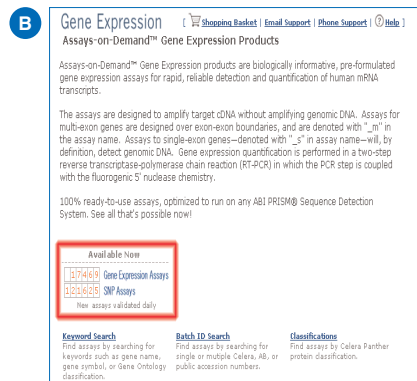 B
Gene Expression [ Shopping Basket | Email Support | Phone Support | ? Help ]
Assays-on-Demand™ Gene Expression Products
Assays-on-Demand™ Gene Expression products are biologically informative, pre-formulated
gene expression assays for rapid, reliable detection and quantification of human mRNA
transcripts.
The assays are designed to amplify target cDNA without amplifying genomic DNA. Assays for
multi-exon genes are designed over exon-exon boundaries, and are denoted with "_m" in
the assay name. Assays to single-exon genes—denoted with "_s" in assay name—will, by
definition, detect genomic DNA. Gene expression quantification is performed in a two-step
reverse transcriptase-polymerase chain reaction (RT-PCR) in which the PCR step is coupled
with the fluorogenic 5' nuclease chemistry.
100% ready-to-use assays, optimized to run on any ABI PRISM® Sequence Detection
System. See all that's possible now!
Available Now
17469 Gene Expression Assays
121625 SNP Assays
New assays validated daily
Keyword Search Batch ID Search Classifications
Find assays by searching for Find assays by searching for Find assays by Celera Panther
keywords such as gene name, single or mutiple Celera, AB, or protein classification.
gene symbol, or Gene Ontology public accession numbers.
classification.